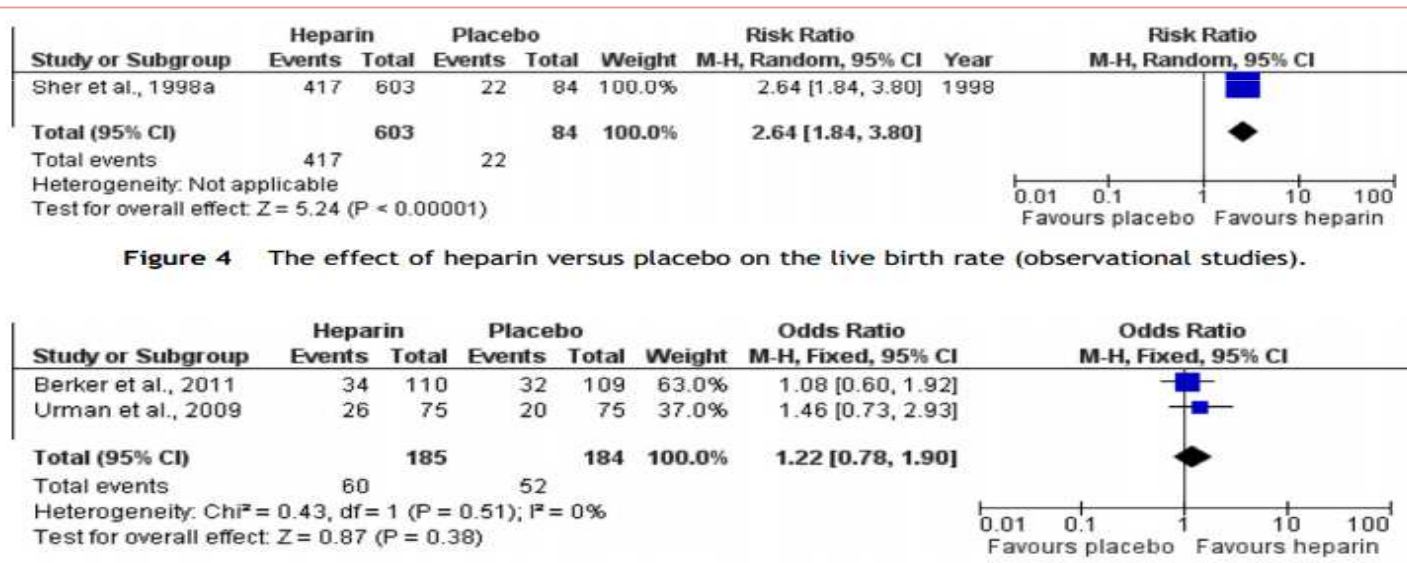 Heparin Placebo Risk Ratio Risk Ratio
Study or Subgroup Events Total Events Total Weight M-H, Random, 95% CI Year M-H, Random, 95% CI
Sher et al., 1998a 417 603 22 84 100.0% 2.64 [1.84, 3.80] 1998
Total (95% CI) 603 84 100.0% 2.64 [1.84, 3.80]
Total events 417 22
Heterogeneity: Not applicable
Test for overall effect: Z = 5.24 (P < 0.00001)
0.01 0.1 1 10 100
Favours placebo Favours heparin
Figure 4 The effect of heparin versus placebo on the live birth rate (observational studies).
Heparin Placebo Odds Ratio Odds Ratio
Study or Subgroup Events Total Events Total Weight M-H, Fixed, 95% CI M-H, Fixed, 95% CI
Berker et al., 2011 34 110 32 109 63.0% 1.08 [0.60, 1.92]
Urman et al., 2009 26 75 20 75 37.0% 1.46 [0.73, 2.93]
Total (95% CI) 185 184 100.0% 1.22 [0.78, 1.90]
Total events 60 52
Heterogeneity: Chi² = 0.43, df = 1 (P = 0.51); I² = 0%
Test for overall effect: Z = 0.87 (P = 0.38)
0.01 0.1 1 10 100
Favours placebo Favours heparin